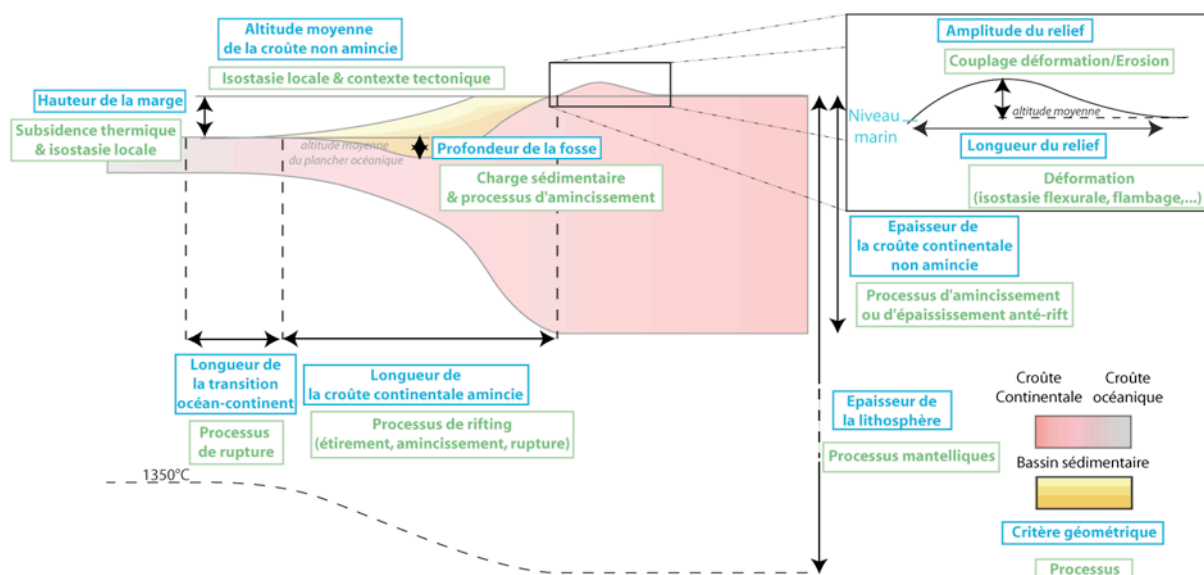 Altitude moyenne
de la croûte non amincie
Isostasie locale & contexte tectonique
Hauteur de la marge
Subsidence thermique
& isostasie locale
altitude moyenne
du plancher océanique
Profondeur de la fosse
Charge sédimentaire
& processus d'amincissement
Amplitude du relief
Couplage déformation/Erosion
Niveau
marin
altitude moyenne
Longueur du relief
Déformation
(isostasie flexurale, flambage,...)
Epaisseur de
la croûte continentale
non amincie
Processus d'amincissement
ou d'épaississement anté-rift
Longueur de
la transition
océan-continent
Processus
de rupture
Longueur de
la croûte continentale amincie
Processus de rifting
(étirement, amincissement, rupture)
Epaisseur de
la lithosphère
Processus mantelliques
1350°C
Croûte
Continentale
Croûte
océanique
Bassin sédimentaire
Critère géométrique
Processus